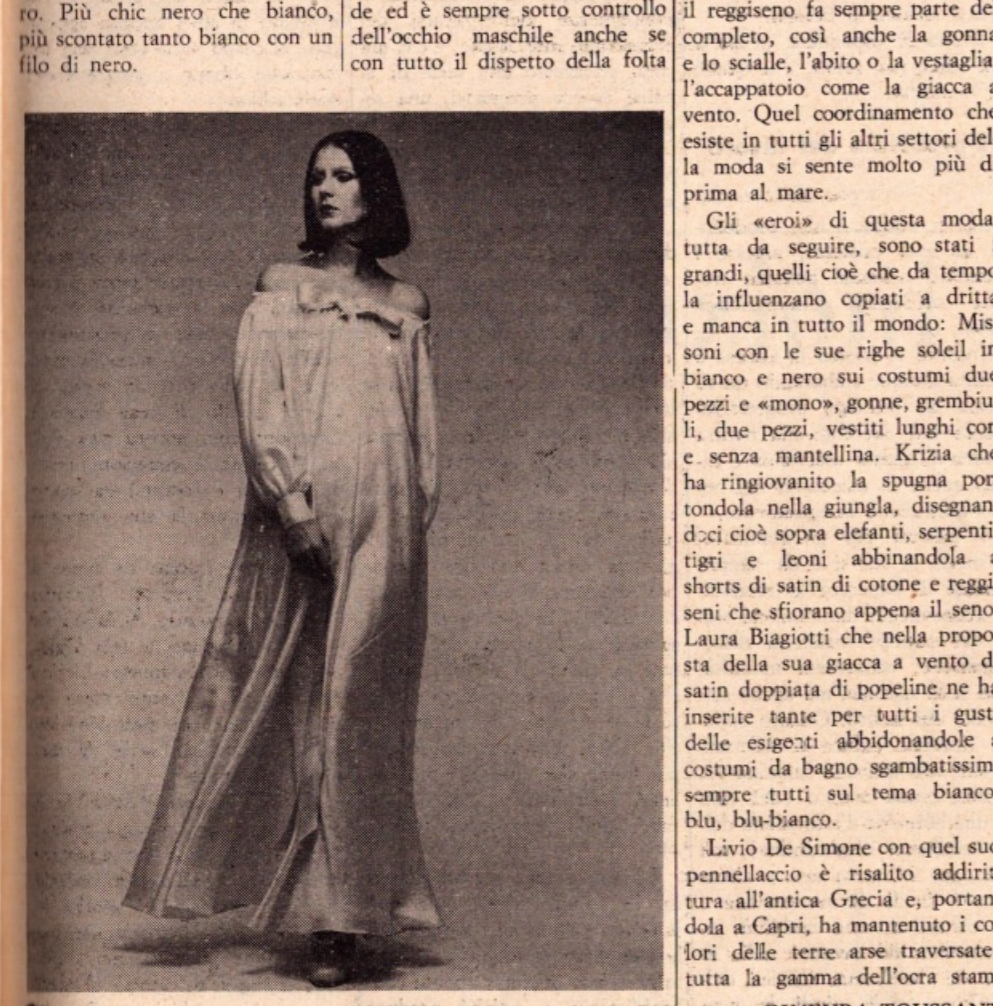 ro. Più chic nero che bianco,
più scontato tanto bianco con un
filo di nero.
de ed è sempre sotto controllo
dell'occhio maschile anche se
con tutto il dispetto della folta
il reggiseno fa sempre parte de
completo, così anche la gonna
e lo scialle, l'abito o la vestaglia
l'accappatoio come la giacca a
vento. Quel coordinamento che
esiste in tutti gli altri settori del
la moda si sente molto più d
prima al mare.
Gli «eroi» di questa moda
tutta da seguire, sono stati
grandi, quelli cioè che da tempo
la influenzano copiati a dritta
e manca in tutto il mondo: Mis
soni con le sue righe soleil in
bianco e nero sui costumi due
pezzi e «mono», gonne, grembiu
li, due pezzi, vestiti lunghi con
e senza mantellina. Krizia che
ha ringiovanito la spugna por
tondola nella giungla, disegnan
doci cioè sopra elefanti, serpenti
tigri e leoni abbinandola a
shorts di satin di cotone e reggi
seni che sfiorano appena il seno
Laura Biagiotti che nella propo
sta della sua giacca a vento d
satin doppiata di popeline ne ha
inserite tante per tutti i gust
delle esigenti abbidonandole a
costumi da bagno sgambatissim
sempre tutti sul tema bianco
blu, blu-bianco.
Livio De Simone con quel suo
pennellaccio è risalito addirit
tura all'antica Grecia e, portan
dola a Capri, ha mantenuto i co
lori delle terre arse traversate
tutta la gamma dell'ocra stam